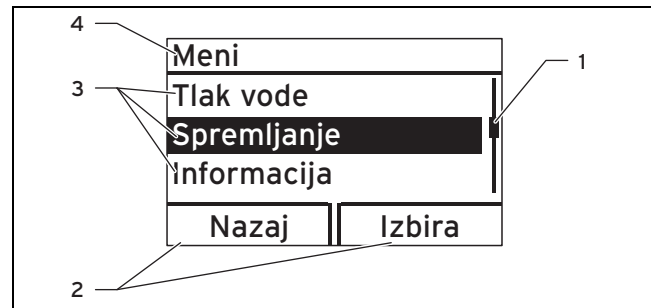 4
Meni
1
3
Tlak vode
Spremljanje
Informacija
Nazaj Izbira
2